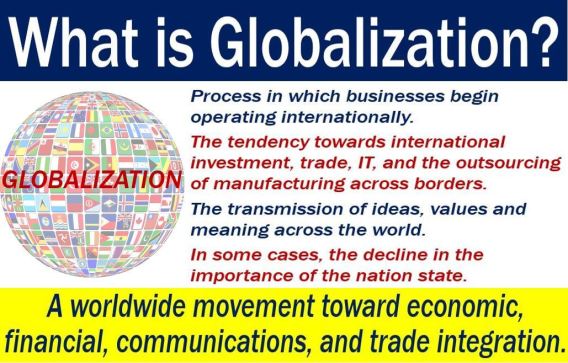 What is Globalization?
GLOBALIZATION
Process in which businesses begin
operating internationally.
The tendency towards international
investment, trade, IT, and the outsourcing
of manufacturing across borders.
The transmission of ideas, values and
meaning across the world.
In some cases, the decline in the
importance of the nation state.
A worldwide movement toward economic,
financial, communications, and trade integration.